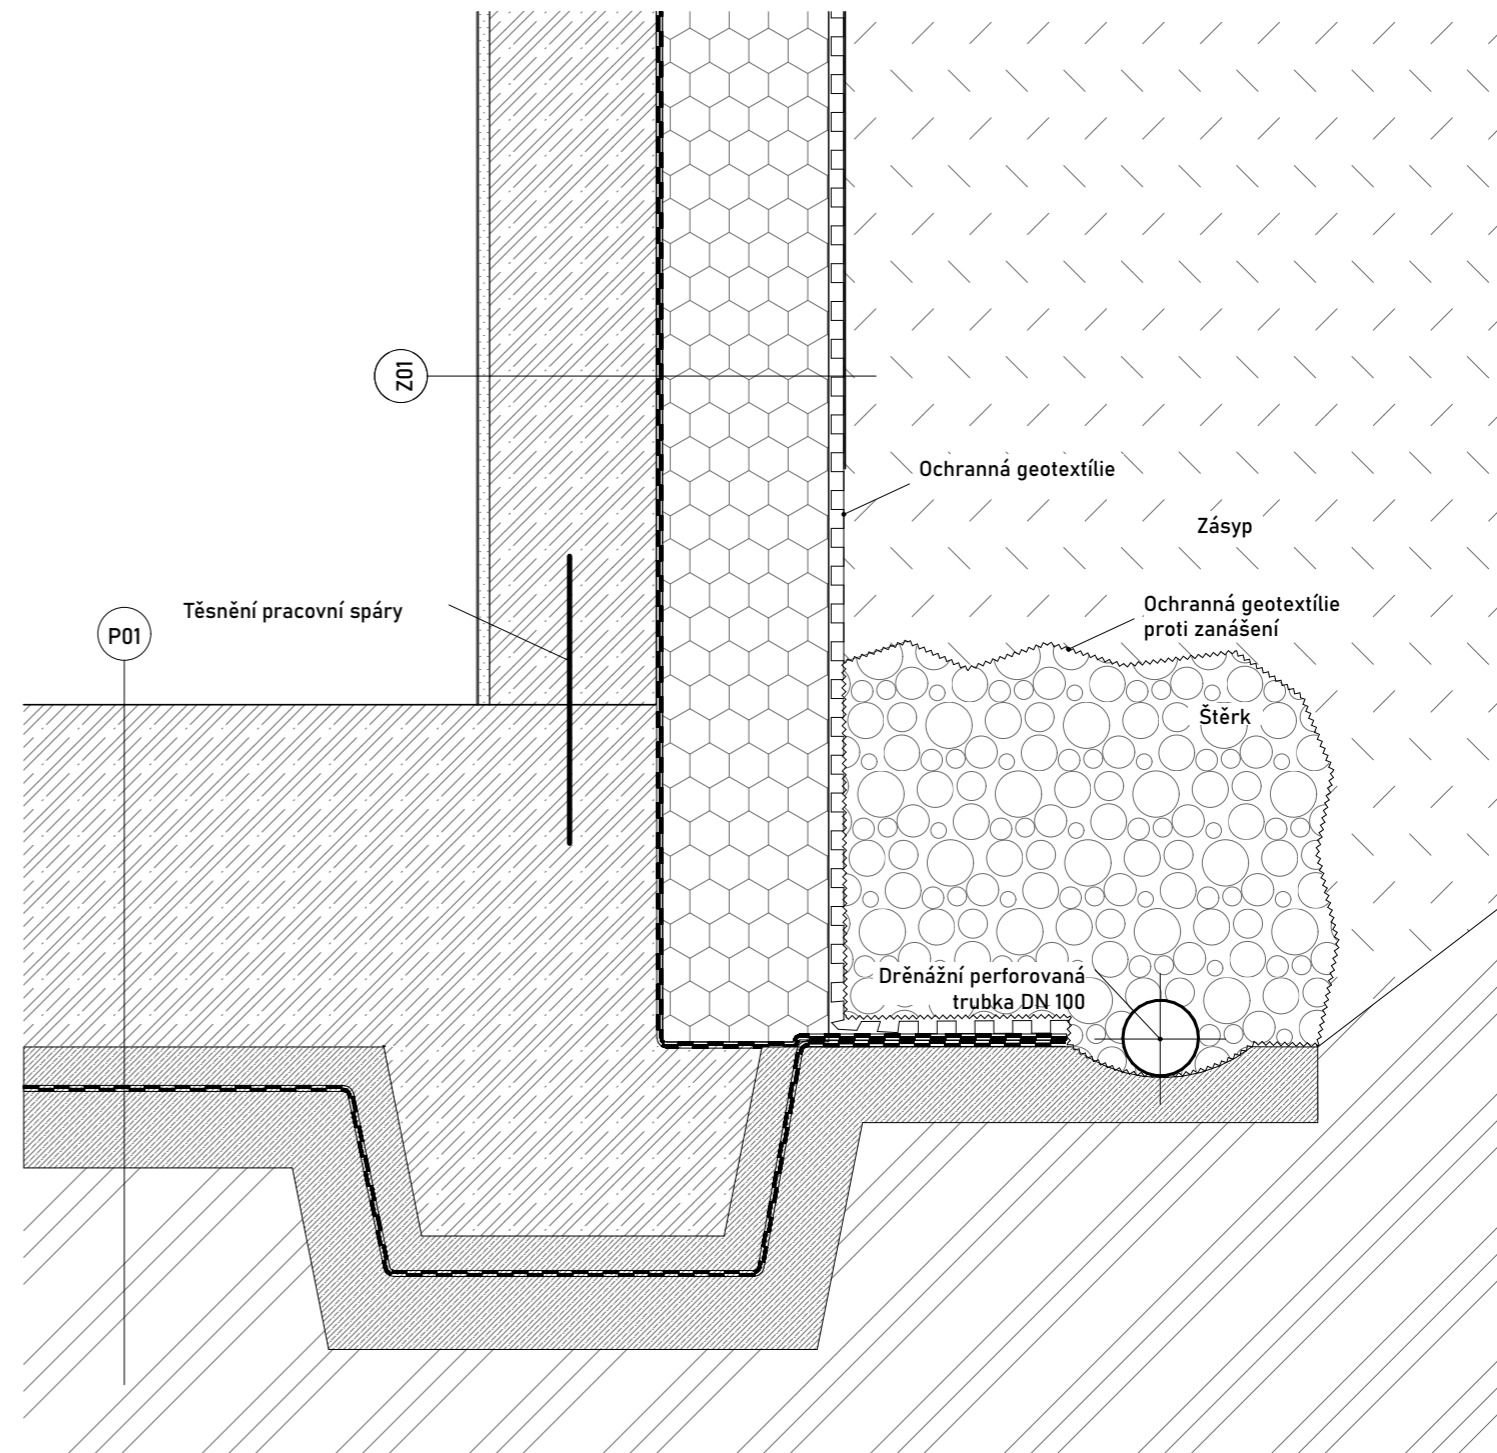 Z01
Ochranná geotextílie
Zásyp
Těsnění pracovní spáry
Ochranná geotextílie
proti zanášení
P01
Štěrk
Drěnážní perforovaná
trubka DN 100